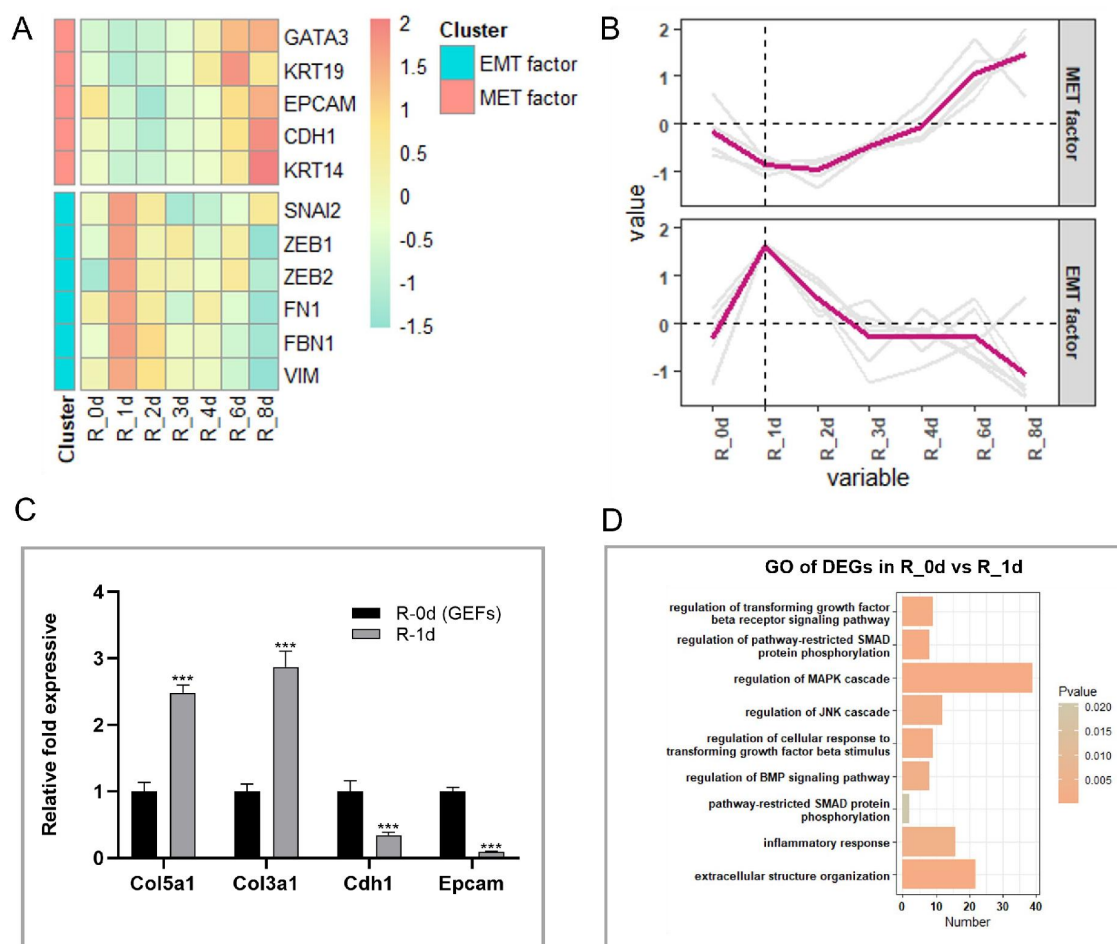 A
GATA3
KRT19
EPCAM
CDH1
KRT14
SNAI2
ZEB1
ZEB2
FN1
FBN1
VIM
Cluster
R_0d
R_1d
R_2d
R_3d
R_4d
R_6d
R_8d
2
1.5
1
0.5
0
-0.5
-1
-1.5
Cluster
EMT factor
MET factor
B
value
2
1
0
-1
MET factor
2
1
0
-1
EMT factor
R_0d
R_1d
R_2d
R_3d
R_4d
R_6d
R_8d
variable
C
Relative fold expressive
4
3
2
1
0
R-0d (GEFs)
R-1d
***
***
***
***
Col5a1
Col3a1
Cdh1
Epcam
D
GO of DEGs in R_0d vs R_1d
regulation of transforming growth factor
beta receptor signaling pathway
regulation of pathway-restricted SMAD
protein phosphorylation
regulation of MAPK cascade
regulation of JNK cascade
regulation of cellular response to
transforming growth factor beta stimulus
regulation of BMP signaling pathway
pathway-restricted SMAD protein
phosphorylation
inflammatory response
extracellular structure organization
0
10
20
30
40
Number
Pvalue
0.020
0.015
0.010
0.005